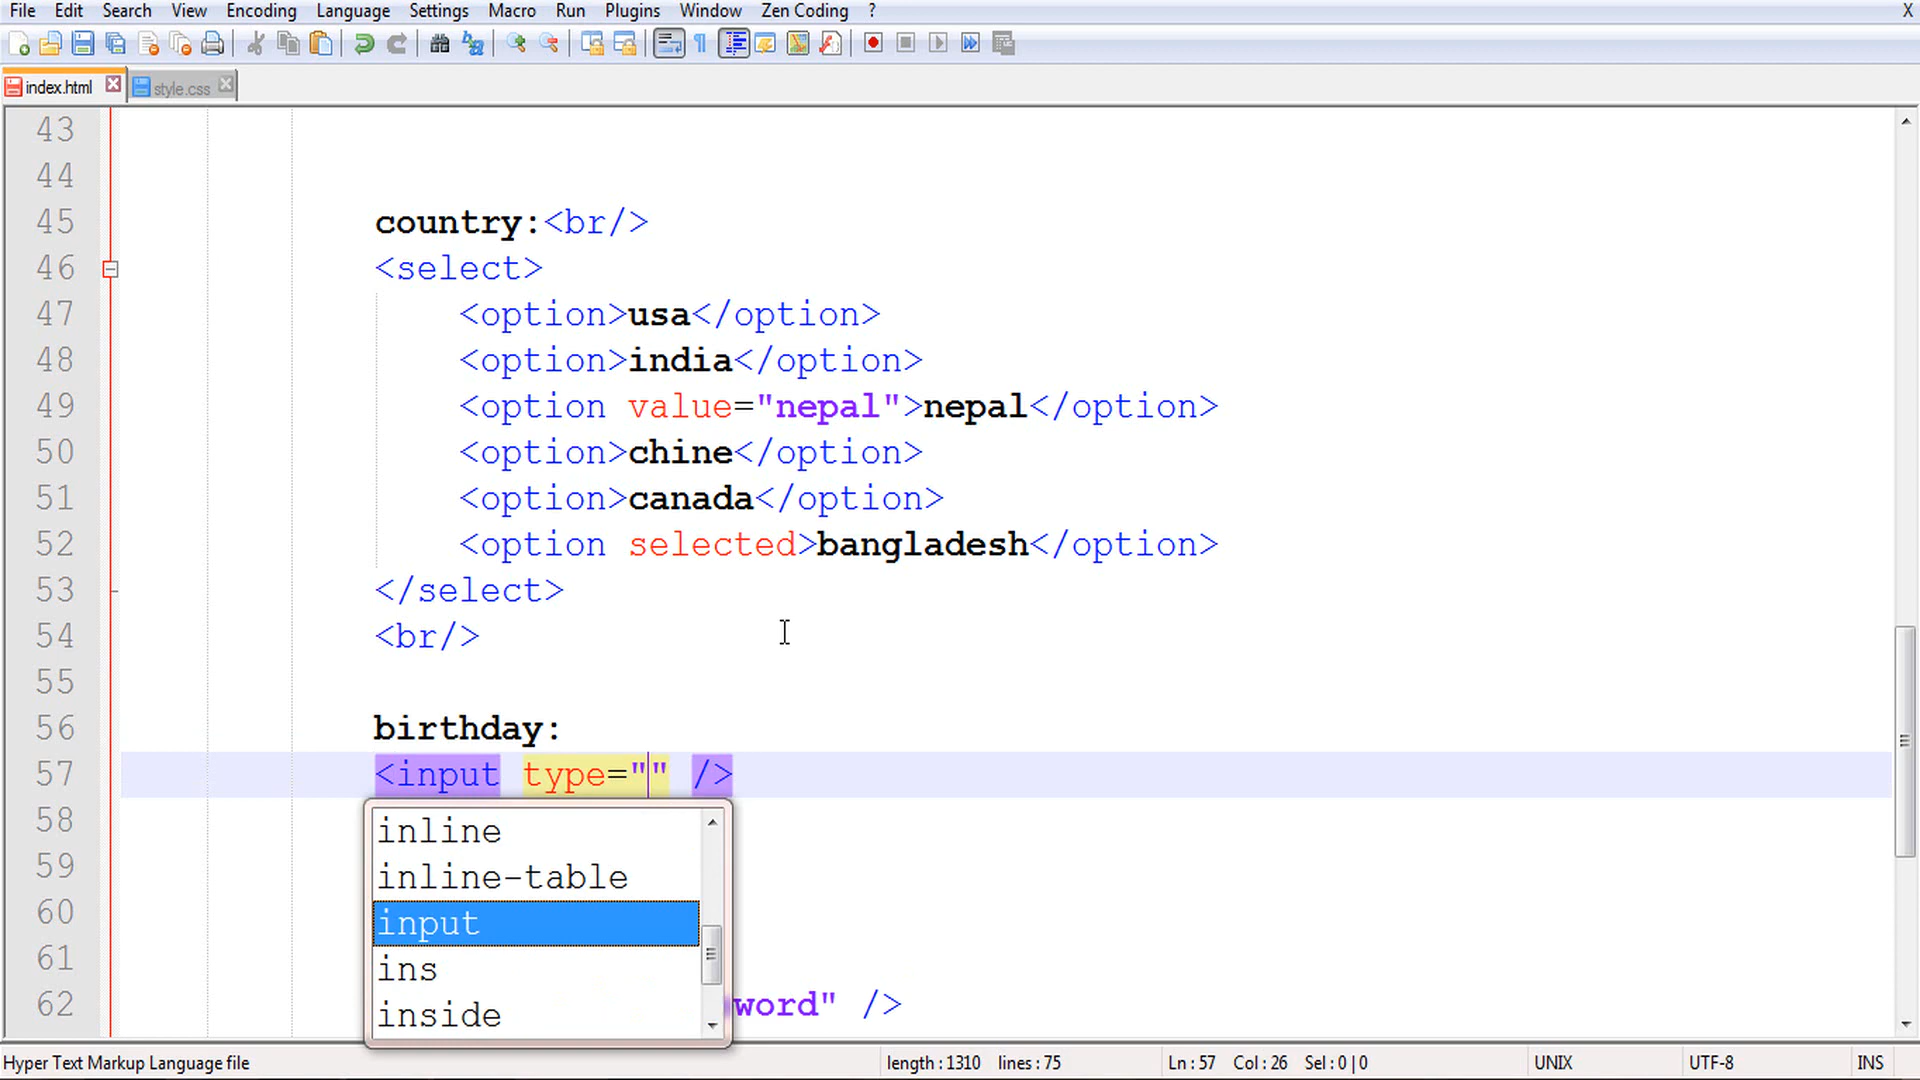 File Edit Search View Encoding Language Settings Macro Run Plugins Window Zen Coding ? X
index.html style.css
43
44
45 country:<br/>
46 <select>
47 <option>usa</option>
48 <option>india</option>
49 <option value="nepal">nepal</option>
50 <option>chine</option>
51 <option>canada</option>
52 <option selected>bangladesh</option>
53 </select>
54 <br/>
55
56 birthday:
57 <input type="" />
58 inline
59 inline-table
60 input
61 ins
62 inside word" />
Hyper Text Markup Language file length : 1310 lines : 75 Ln : 57 Col : 26 Sel : 0 | 0 UNIX UTF-8 INS